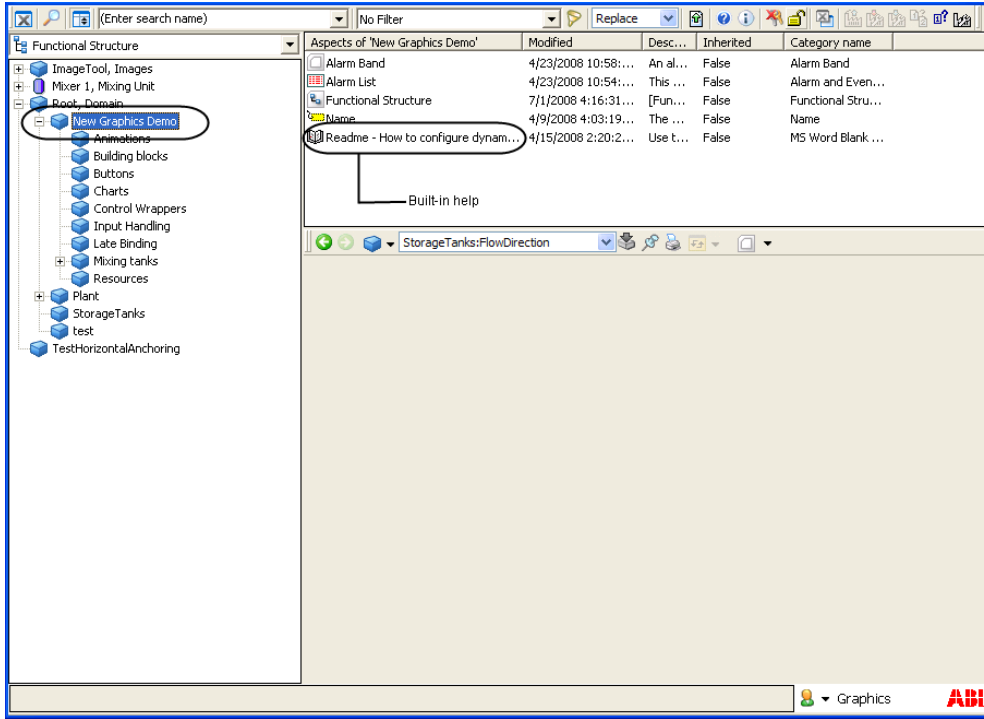 (Enter search name) No Filter Replace
Functional Structure
Aspects of 'New Graphics Demo' Modified Desc... Inherited Category name
ImageTool, Images
Mixer 1, Mixing Unit
Root, Domain
New Graphics Demo
Animations
Building blocks
Buttons
Charts
Control Wrappers
Input Handling
Late Binding
Mixing tanks
Resources
Plant
StorageTanks
test
TestHorizontalAnchoring
Alarm Band 4/23/2008 10:58:... An al... False Alarm Band
Alarm List 4/23/2008 10:54:... This ... False Alarm and Even...
Functional Structure 7/1/2008 4:16:31... [Fun... False Functional Stru...
Name 4/9/2008 4:03:19... The ... False Name
Readme - How to configure dynam... 4/15/2008 2:20:2... Use t... False MS Word Blank ...
Built-in help
StorageTanks:FlowDirection
Graphics ABB